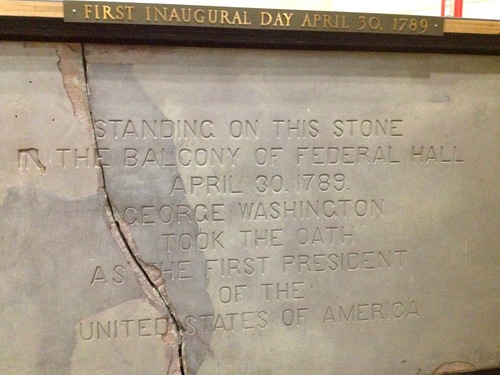 · FIRST INAUGURAL DAY APRIL 30, 1789 ·
STANDING ON THIS STONE
IN THE BALCONY OF FEDERAL HALL
APRIL 30, 1789.
GEORGE WASHINGTON
TOOK THE OATH
AS THE FIRST PRESIDENT
OF THE
UNITED STATES OF AMERICA.